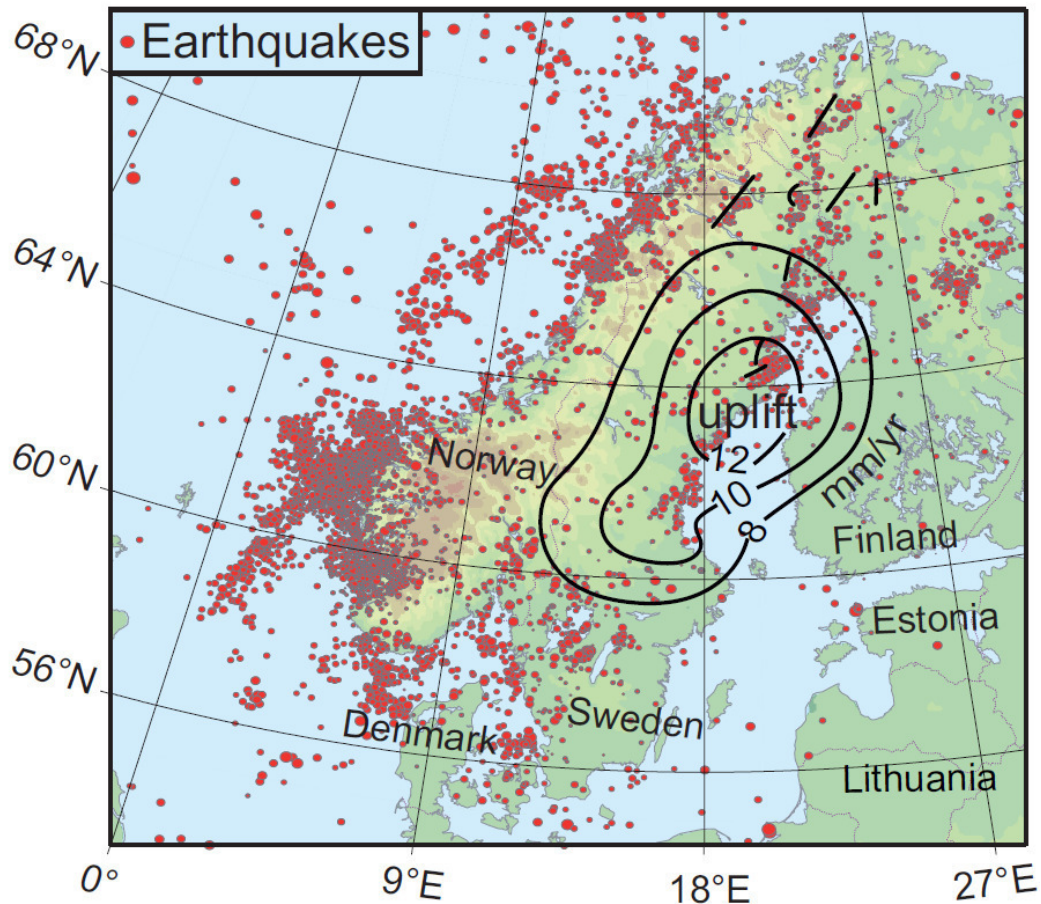 Earthquakes
68°N
64°N
60°N
56°N
uplift
12
10
8
mm/yr
Norway
Finland
Estonia
Sweden
Denmark
Lithuania
0°
9°E
18°E
27°E